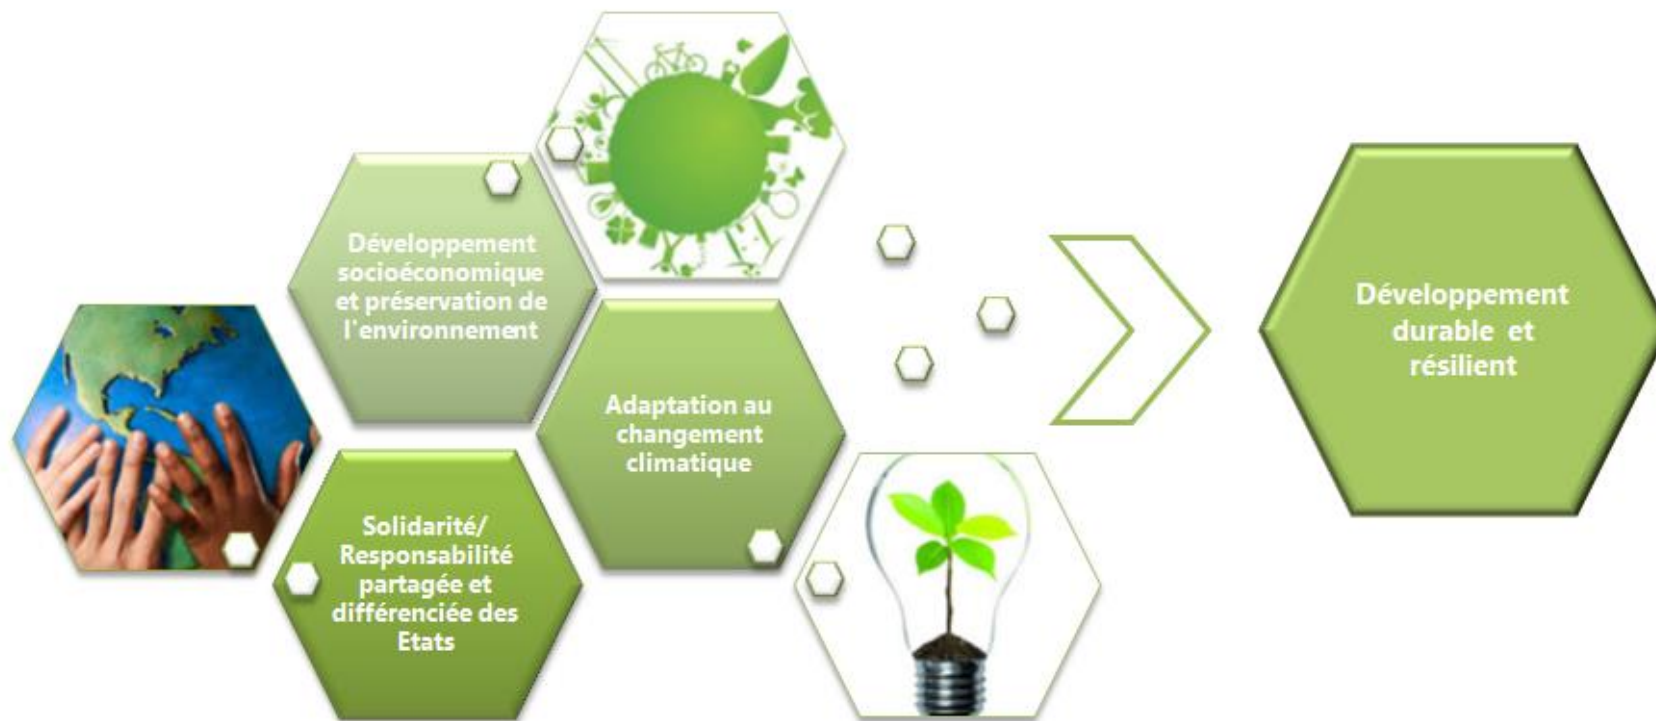 Développement
socioéconomique
et préservation de
l'environnement
Adaptation au
changement
climatique
Solidarité/
Responsabilité
partagée et
différenciée des
Etats
Développement
durable et
résilient